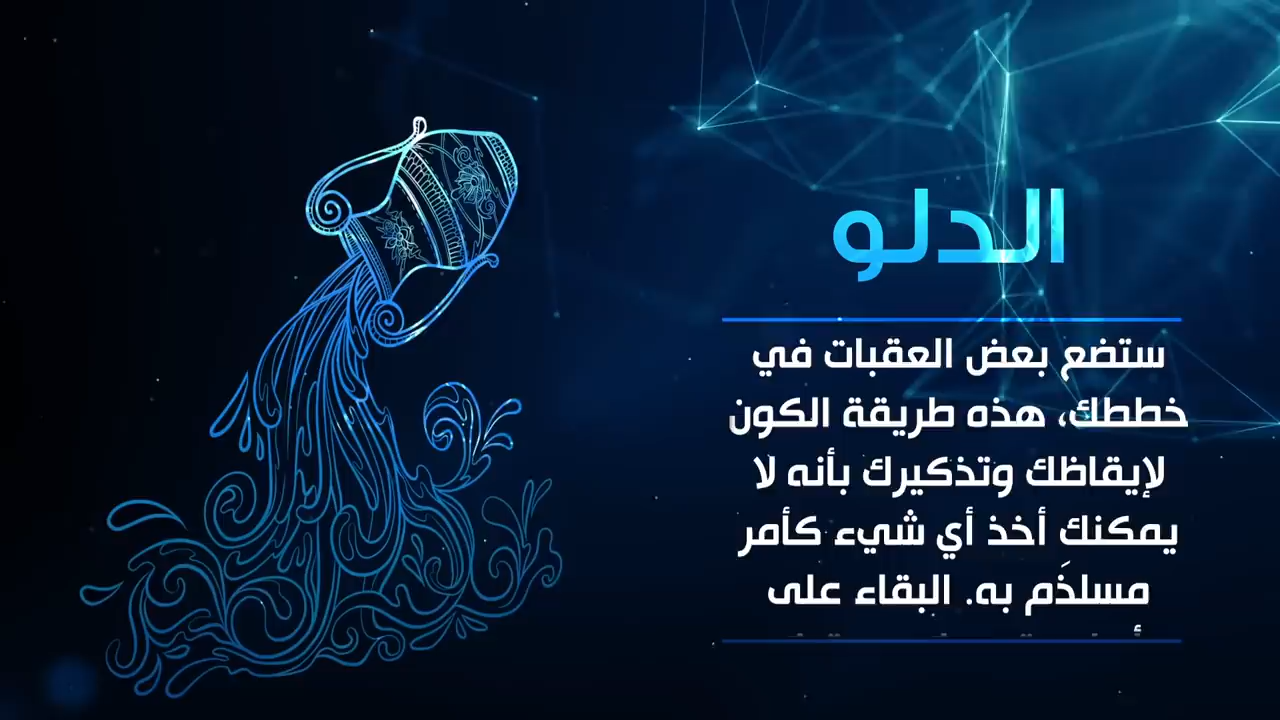 الدلو
ستضع بعض العقبات في
خططك، هذه طريقة الكون
لإيقاظك وتذكيرك بأنه لا
يمكنك أخذ أي شيء كأمر
مسلذَم به. البقاء على